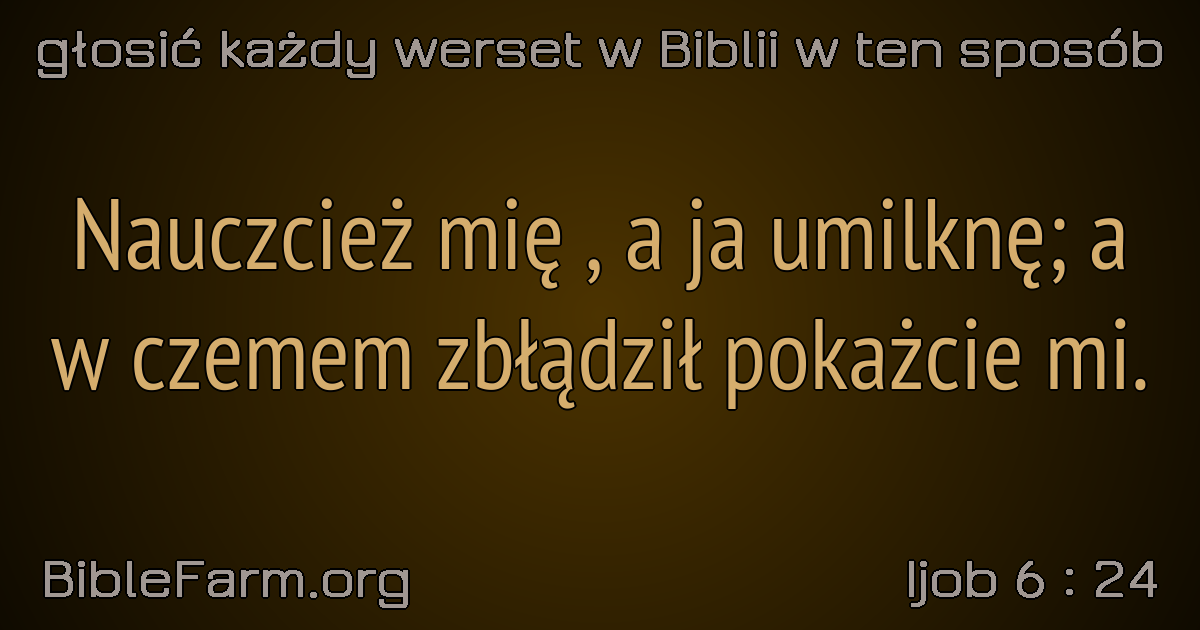 głosić każdy werset w Biblii w ten sposób
Nauczcież mię , a ja umilknę; a
w czemem zbłądził pokażcie mi.
BibleFarm.org
Ijob 6 : 24